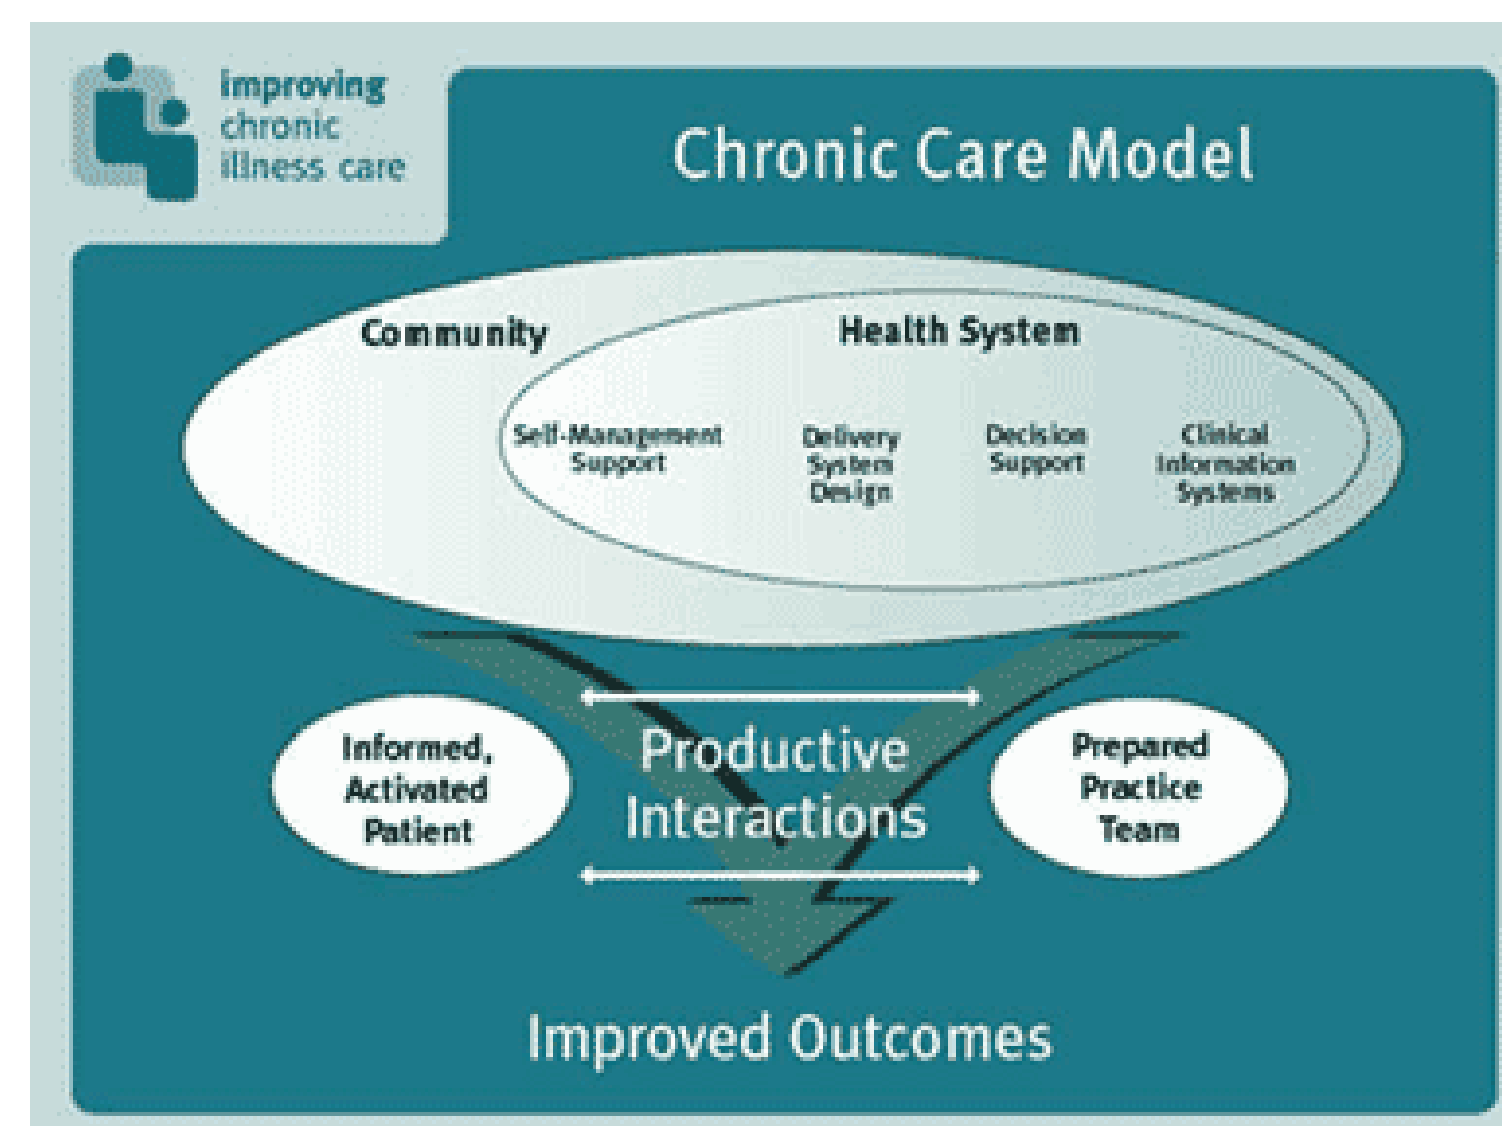 improving
chronic
illness care
Chronic Care Model
Community
Health System
Self-Management
Support
Delivery
System
Design
Decision
Support
Clinical
Information
Systems
Informed,
Activated
Patient
Productive
Interactions
Prepared
Practice
Team
Improved Outcomes